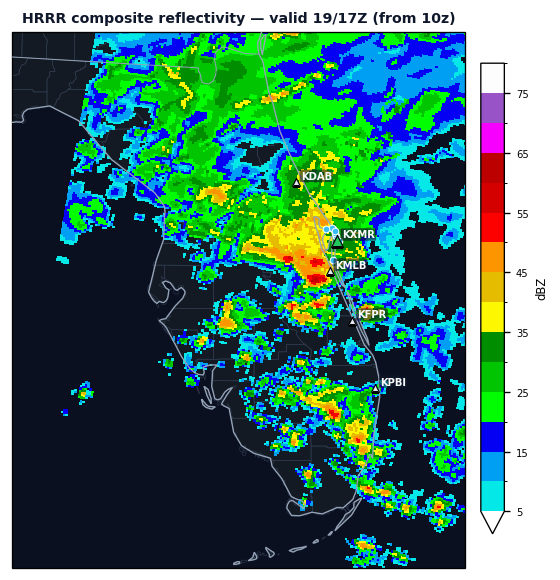 HRRR composite reflectivity — valid 19/17Z (from 10z)
KDAB
KXMR
KMLB
KFPR
KPBI
75
65
55
45
35
25
15
5
dBZ